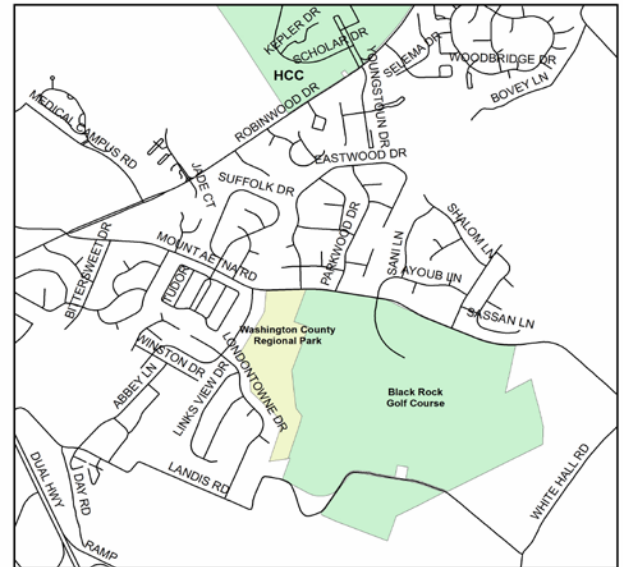 KEPLER DR
SCHOLAR DR
HCC
YOUNGSTOUN DR
SELEMA DR
WOODBRIDGE DR
BOVEY LN
ROBINWOOD DR
MEDICAL CAMPUS RD
EASTWOOD DR
JADE CT
SUFFOLK DR
PARKWOOD DR
SHALOM LN
SANI LN
MOUNT AETNA RD
BITTERSWEET DR
TUDOR
AYOUB LN
SASSAN LN
Washington County
Regional Park
WINSTON DR
LONDONTOWNE DR
ABBEY LN
LINKS VIEW DR
Black Rock
Golf Course
LANDIS RD
DUAL HWY
DAY RD
WHITE HALL RD
RAMP